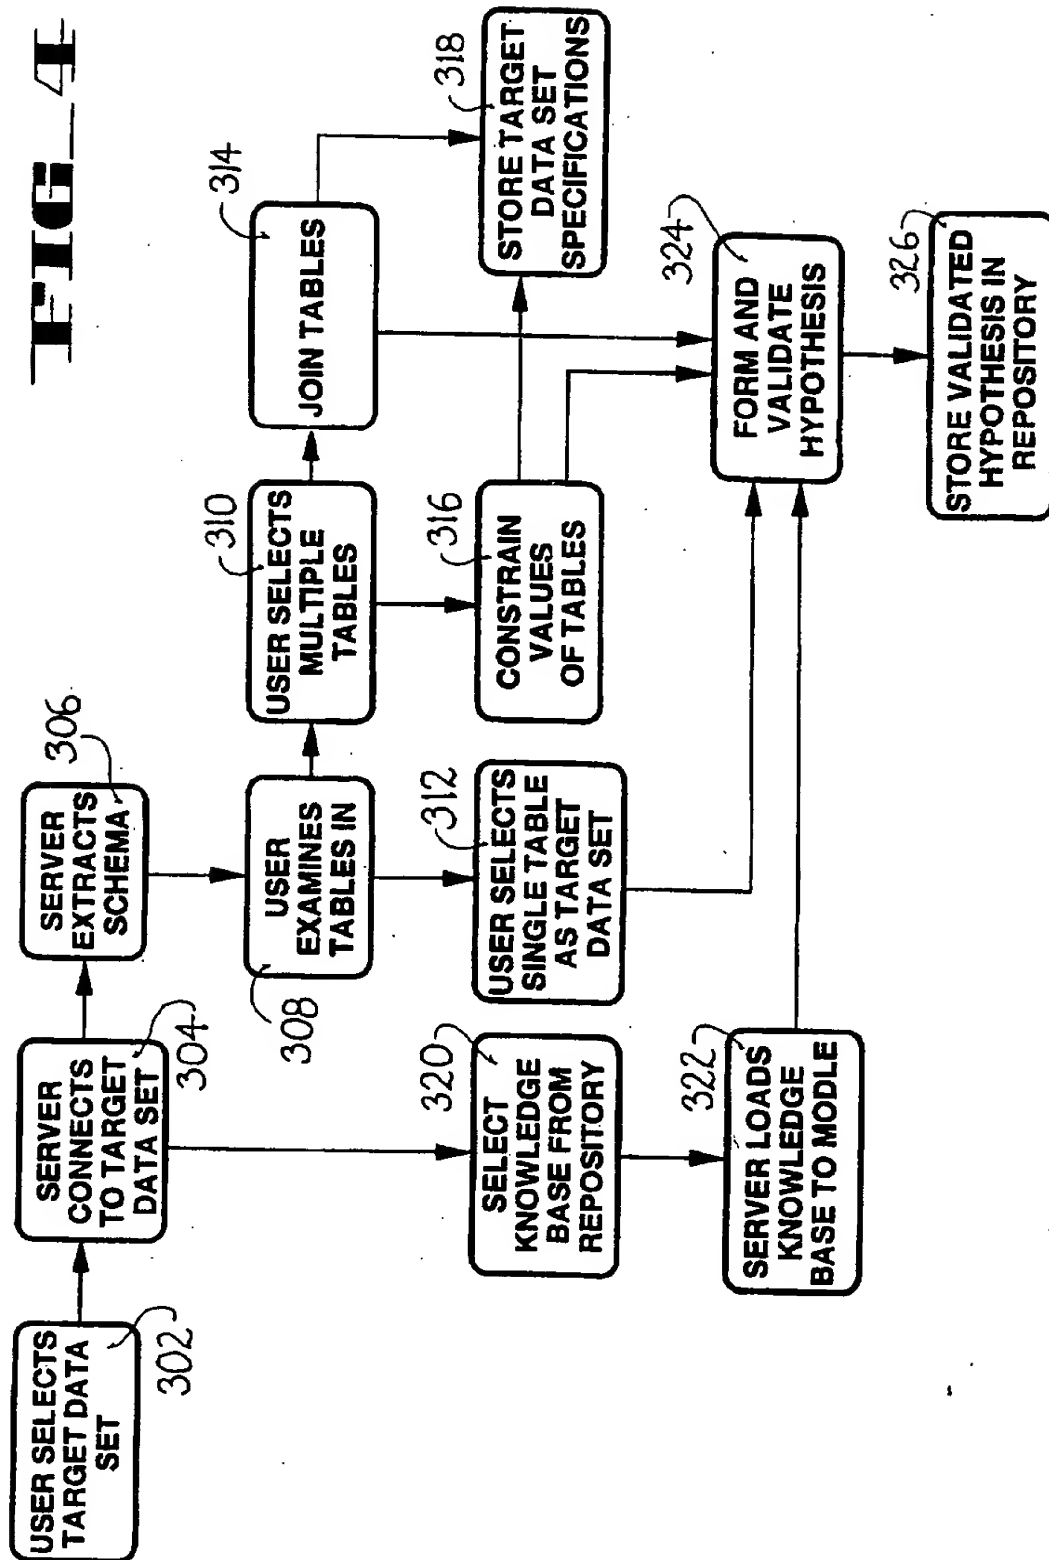 FIG_4
USER SELECTS
TARGET DATA
SET
302
SERVER
CONNECTS
TO TARGET
DATA SET
304
SERVER
EXTRACTS
SCHEMA
306
USER
EXAMINES
TABLES IN
308
USER SELECTS
MULTIPLE
TABLES
310
JOIN TABLES
314
USER SELECTS
SINGLE TABLE
AS TARGET
DATA SET
312
CONSTRAIN
VALUES
OF TABLES
316
STORE TARGET
DATA SET
SPECIFICATIONS
318
SELECT
KNOWLEDGE
BASE FROM
REPOSITORY
320
SERVER LOADS
KNOWLEDGE
BASE TO MODLE
322
FORM AND
VALIDATE
HYPOTHESIS
324
STORE VALIDATED
HYPOTHESIS IN
REPOSITORY
326